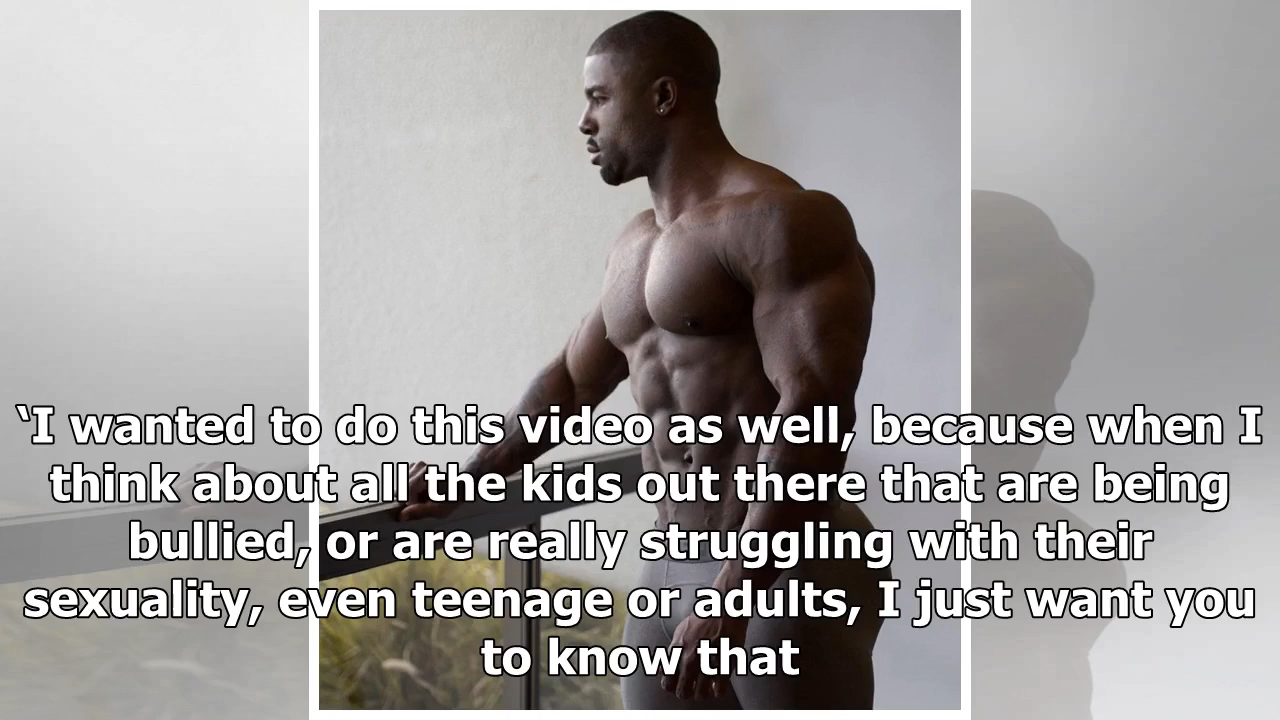 ‘I wanted to do this video as well, because when I
think about all the kids out there that are being
bullied, or are really struggling with their
sexuality, even teenage or adults, I just want you
to know that